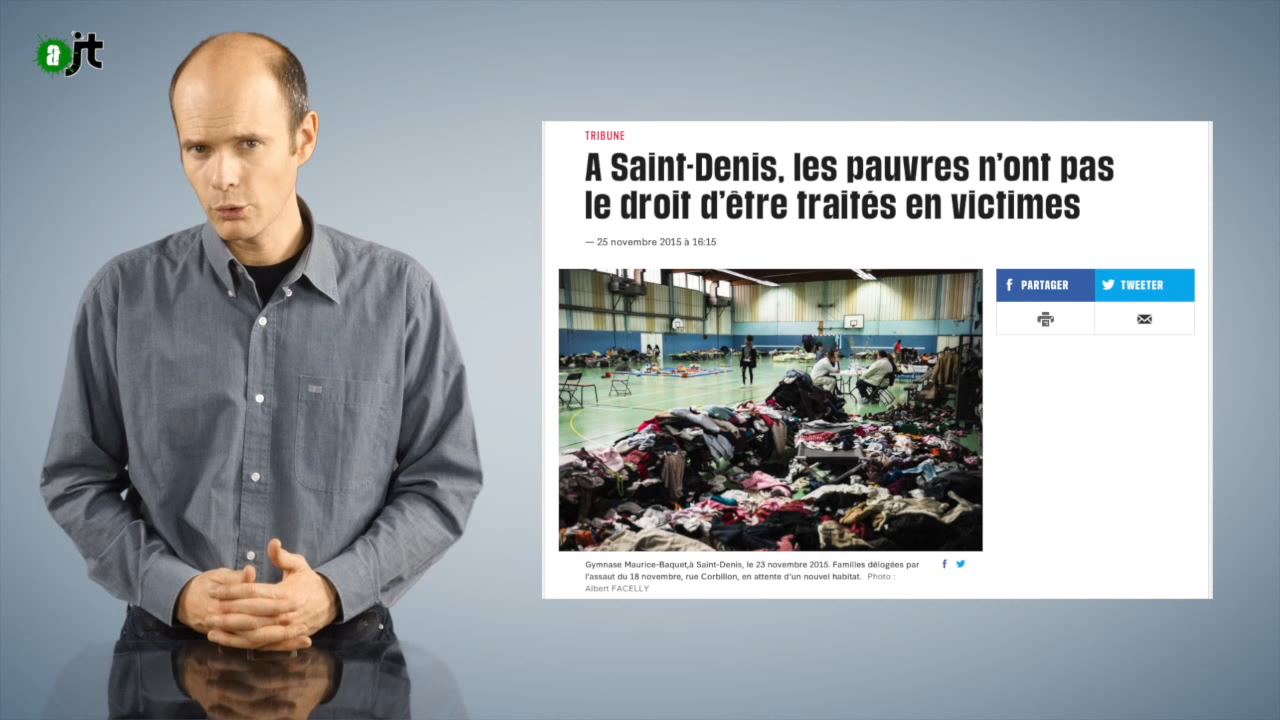 ajt
TRIBUNE
A Saint-Denis, les pauvres n'ont pas
le droit d'être traités en victimes
— 25 novembre 2015 à 16:15
PARTAGER
TWEETER
Gymnase Maurice-Baquet,à Saint-Denis, le 23 novembre 2015. Familles délogées par
l'assaut du 18 novembre, rue Corbillon, en attente d'un nouvel habitat. Photo :
Albert FACELLY